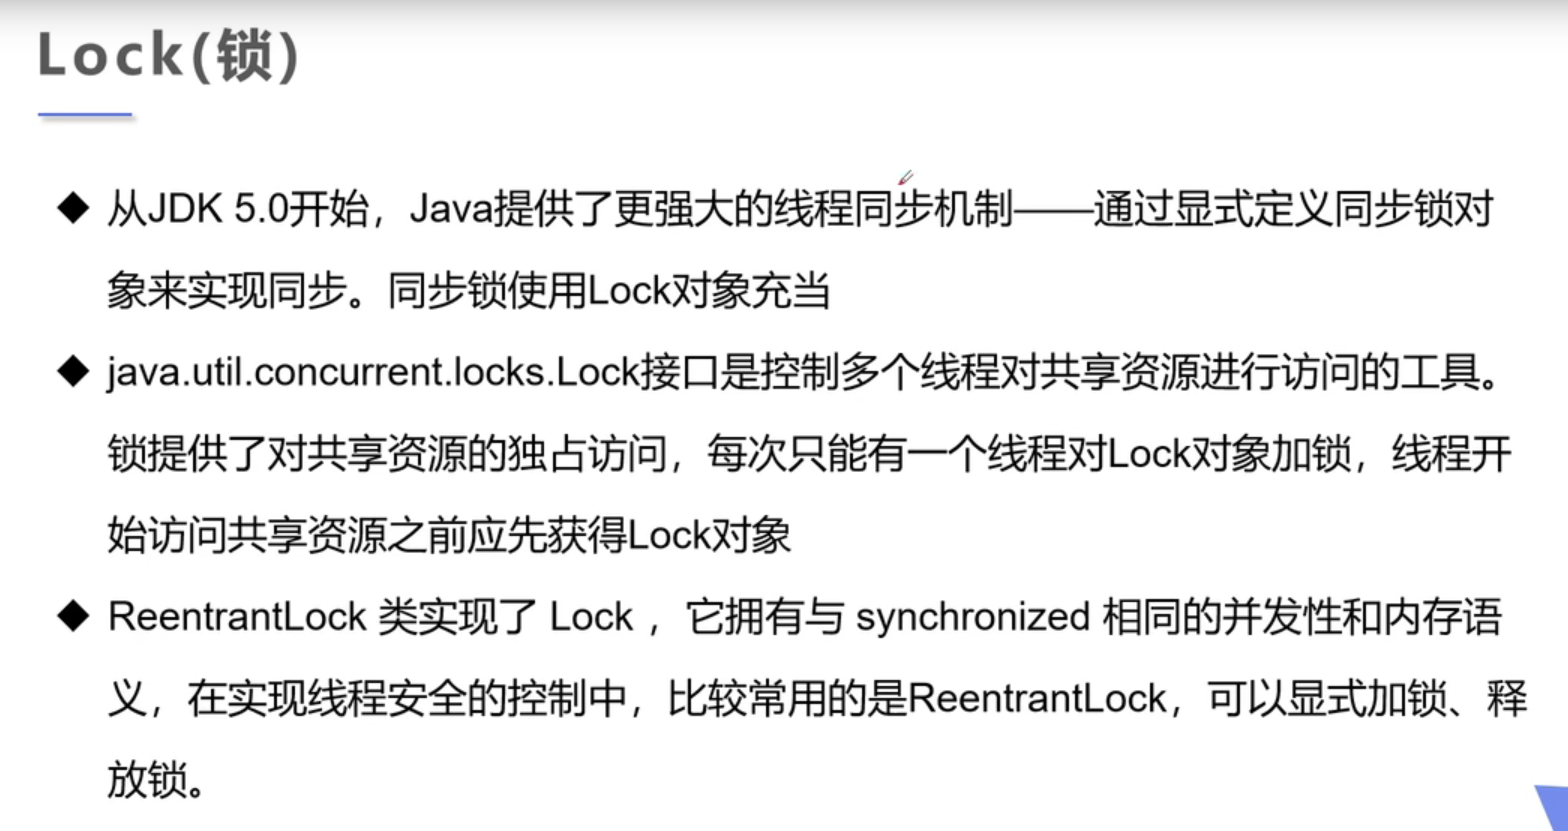 Lock(锁)
◆ 从JDK 5.0开始，Java提供了更强大的线程同步机制——通过显式定义同步锁对
象来实现同步。同步锁使用Lock对象充当
◆ java.util.concurrent.locks.Lock接口是控制多个线程对共享资源进行访问的工具。
锁提供了对共享资源的独占访问，每次只能有一个线程对Lock对象加锁，线程开
始访问共享资源之前应先获得Lock对象
◆ ReentrantLock 类实现了 Lock ，它拥有与 synchronized 相同的并发性和内存语
义，在实现线程安全的控制中，比较常用的是ReentrantLock，可以显式加锁、释
放锁。